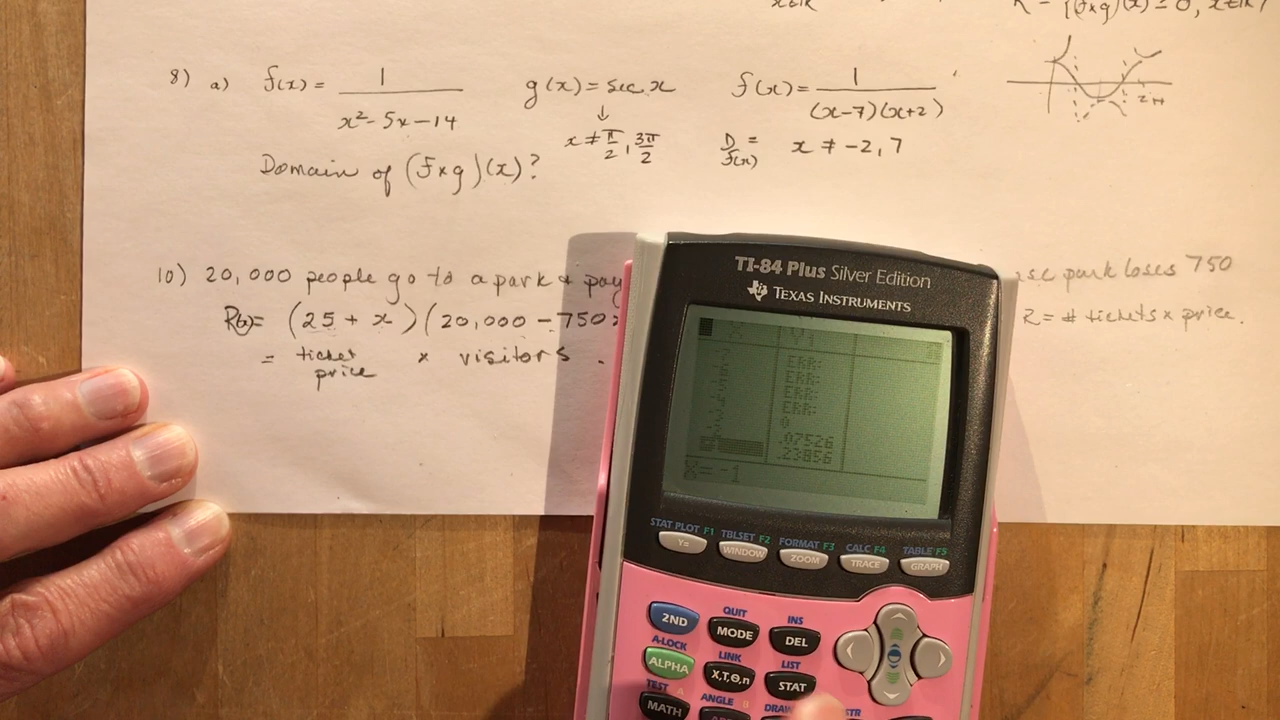 8) a) f(x) = 1 / x² - 5x - 14 g(x) = sec x f(x) = 1 / (x-7)(x+2)
↓
x ≠ π/2, 3π/2 D f(x) = x ≠ -2, 7
2π
Domain of (f×g)(x)?
10) 20,000 people go to a park & pay park loses 750
R(x) = (25 + x)(20,000 - 750 R = # tickets × price.
= ticket price × visitors.
TI-84 Plus Silver Edition
TEXAS INSTRUMENTS
X Y1
ERR:
ERR:
ERR:
ERR:
0
.07526
.23856
X= -1
STAT PLOT F1 TBLSET F2 FORMAT F3 CALC F4 TABLE F5
Y= WINDOW ZOOM TRACE GRAPH
QUIT INS
2ND MODE DEL
A-LOCK LINK LIST
ALPHA X,T,θ,n STAT
TEST A ANGLE B
MATH